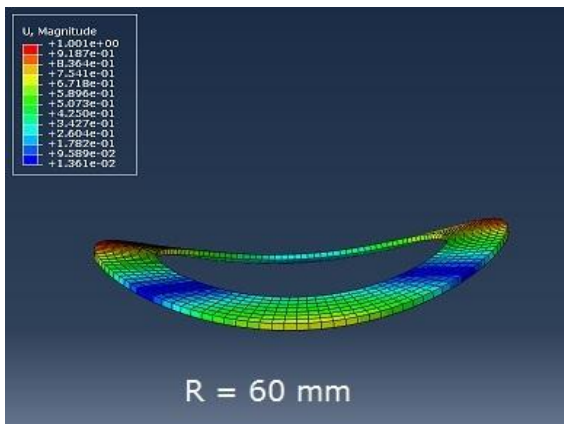 U, Magnitude
+1.001e+00
+9.187e-01
+8.364e-01
+7.541e-01
+6.718e-01
+5.896e-01
+5.073e-01
+4.250e-01
+3.427e-01
+2.604e-01
+1.782e-01
+9.589e-02
+1.361e-02
R = 60 mm